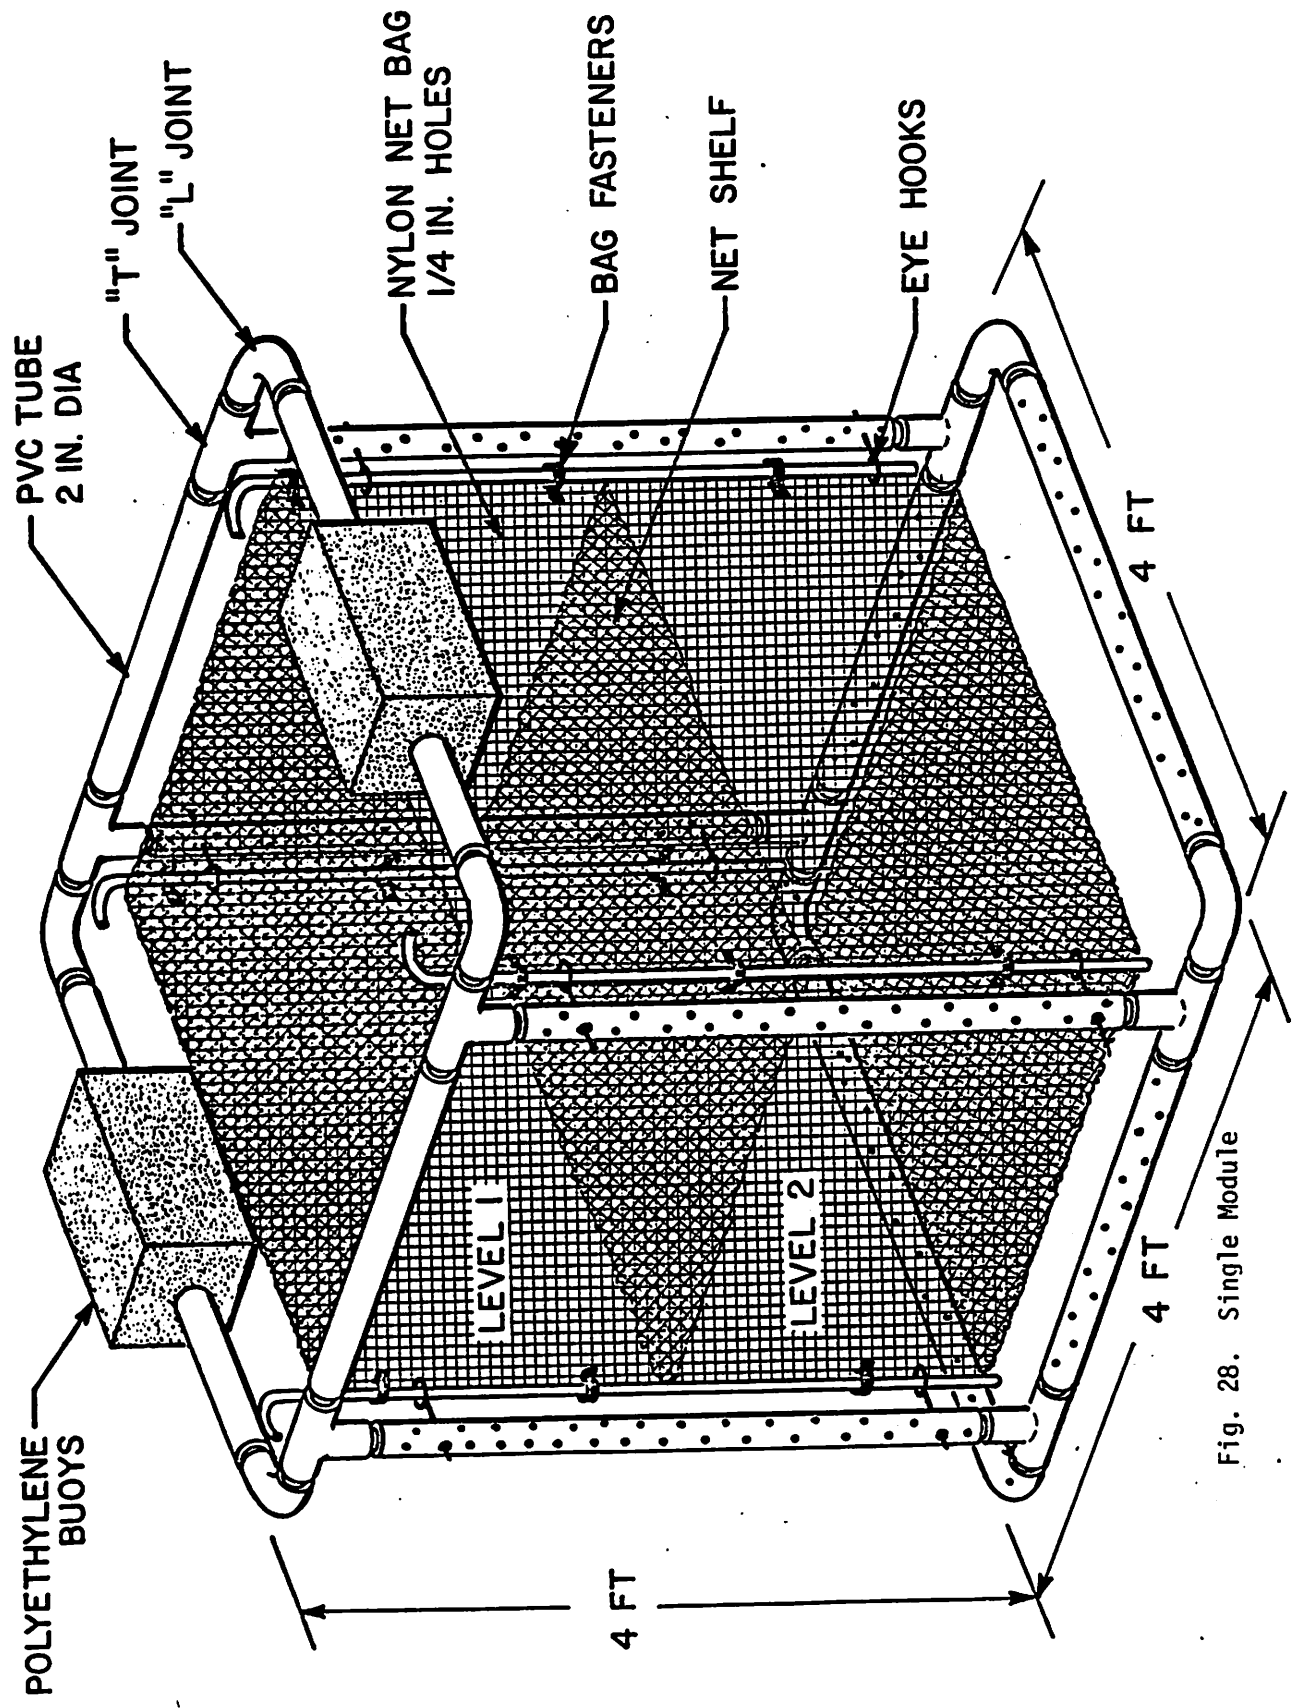 POLYETHYLENE
BUOYS
PVC TUBE
2 IN. DIA
"T" JOINT
"L" JOINT
NYLON NET BAG
1/4 IN. HOLES
BAG FASTENERS
NET SHELF
EYE HOOKS
LEVEL 1
LEVEL 2
4 FT
4 FT
4 FT
Fig. 28. Single Module